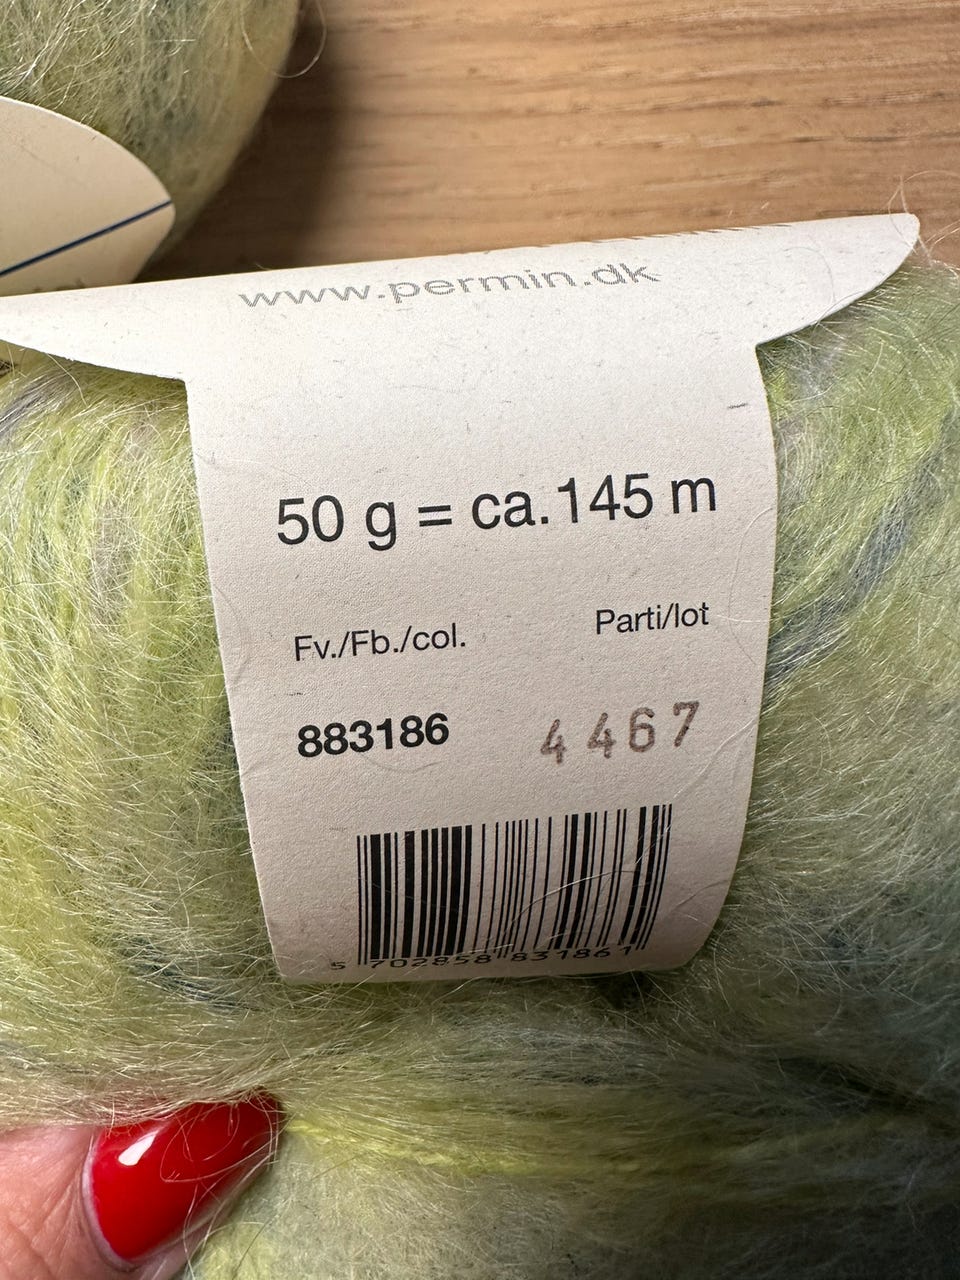 www.permin.dk
50 g = ca. 145 m
Fv./Fb./col. Parti/lot
883186 4467
5 702858 831861